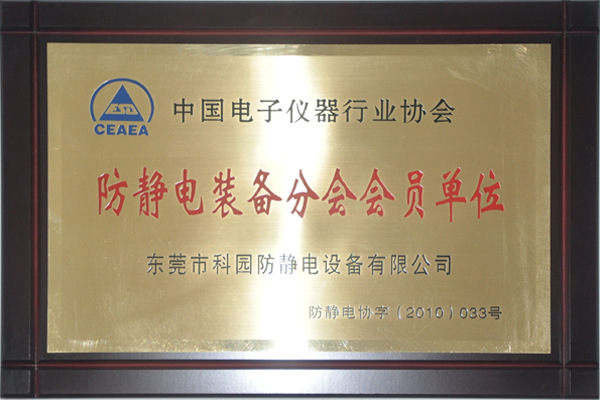 CEAEA
中国电子仪器行业协会
防静电装备分会会员单位
东莞市科园防静电设备有限公司
防静电协字（2010）033号